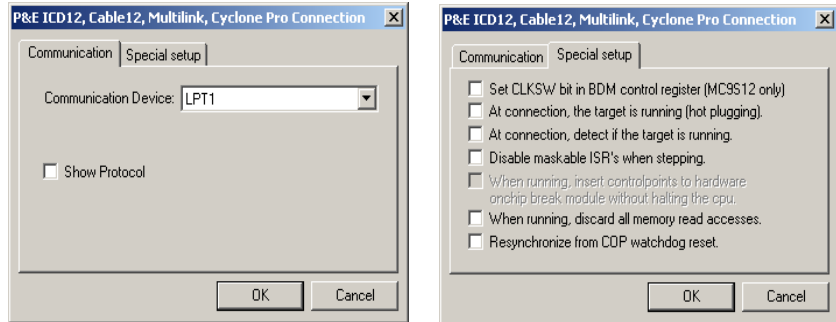 P&E ICD12, Cable12, Multilink, Cyclone Pro Connection
Communication Special setup
Communication Device: LPT1
Show Protocol
OK Cancel
P&E ICD12, Cable12, Multilink, Cyclone Pro Connection
Communication Special setup
Set CLKSW bit in BDM control register (MC9S12 only)
At connection, the target is running (hot plugging).
At connection, detect if the target is running.
Disable maskable ISR's when stepping.
When running, insert controlpoints to hardware
onchip break module without halting the cpu.
When running, discard all memory read accesses.
Resynchronize from COP watchdog reset.
OK Cancel